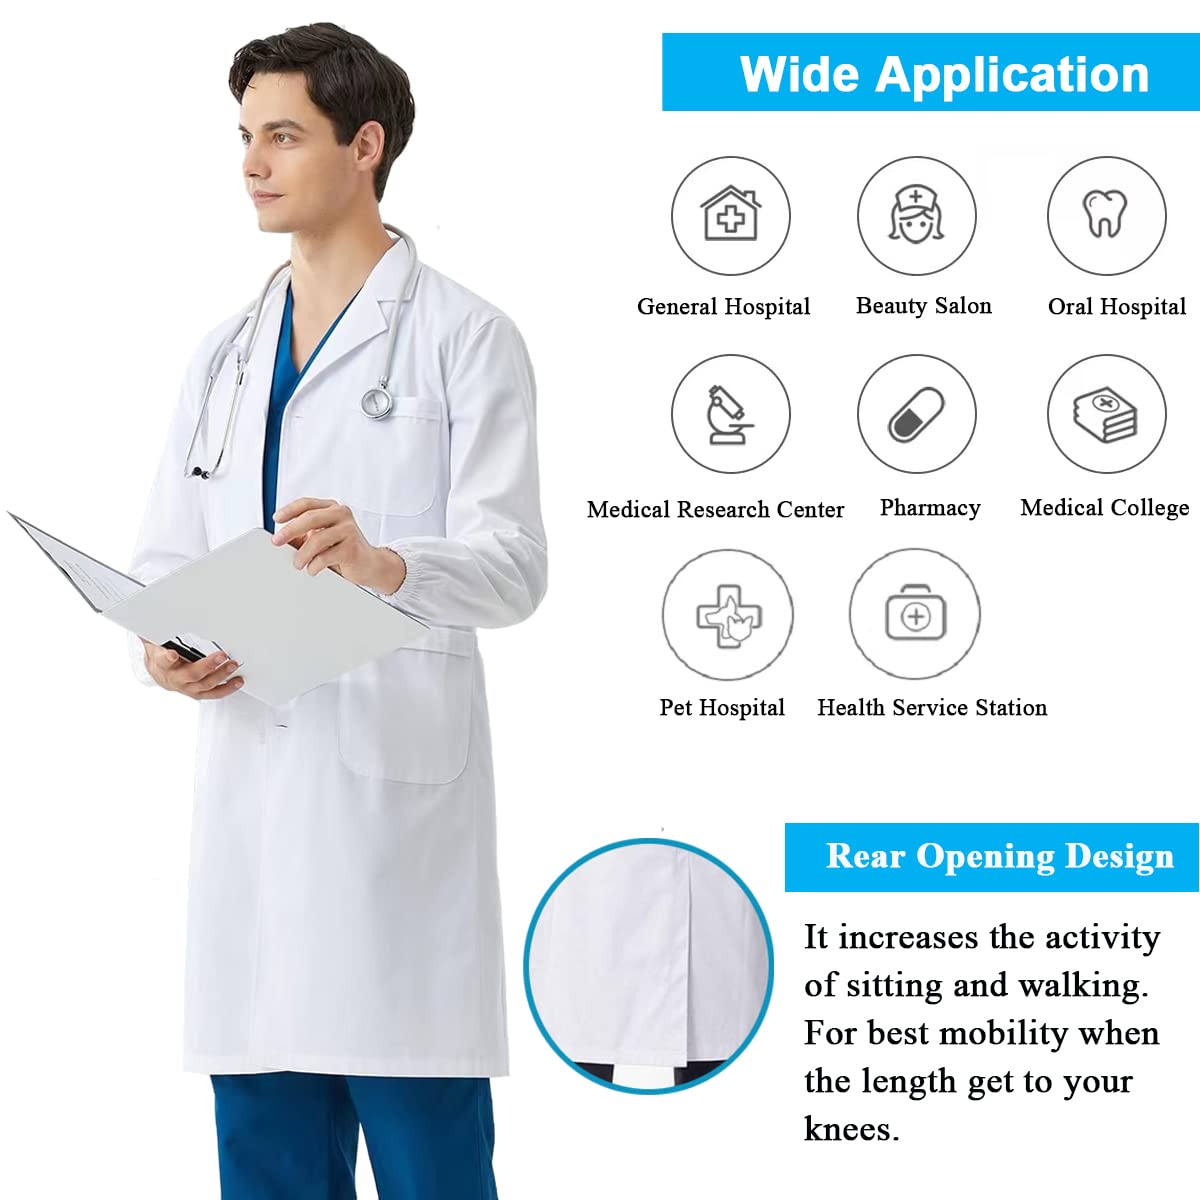 Wide Application
General Hospital
Beauty Salon
Oral Hospital
Medical Research Center
Pharmacy
Medical College
Pet Hospital
Health Service Station
Rear Opening Design
It increases the activity
of sitting and walking.
For best mobility when
the length get to your
knees.